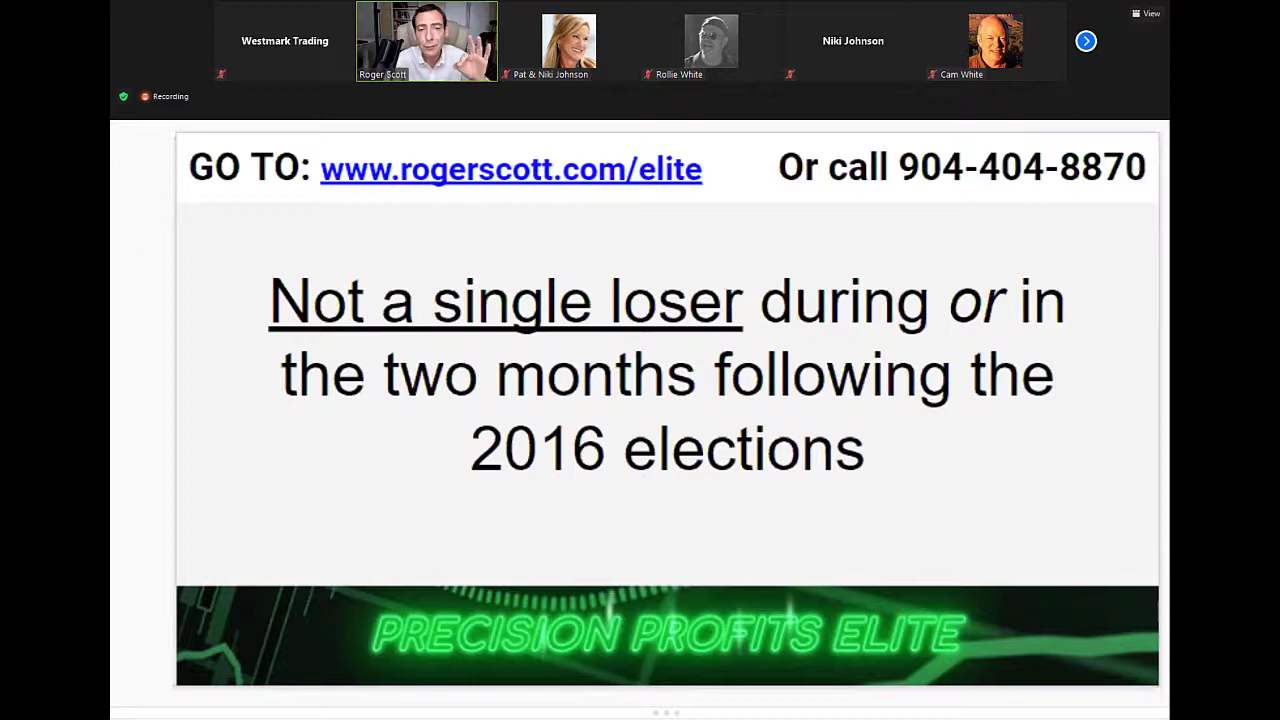 View
Westmark Trading
Niki Johnson
Roger Scott
Pat & Niki Johnson
Rollie White
Cam White
Recording
GO TO: www.rogerscott.com/elite Or call 904-404-8870
Not a single loser during or in
the two months following the
2016 elections
PRECISION PROFITS ELITE